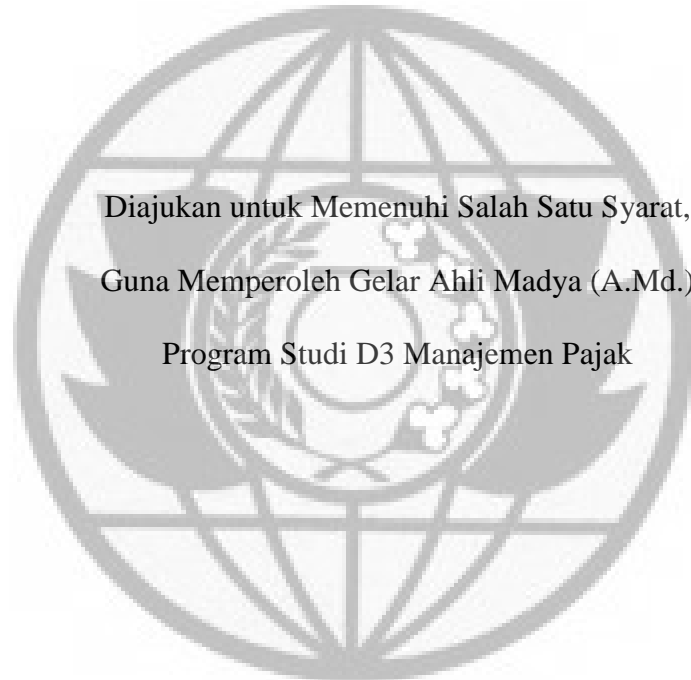 Diajukan untuk Memenuhi Salah Satu Syarat,
Guna Memperoleh Gelar Ahli Madya (A.Md.)
Program Studi D3 Manajemen Pajak